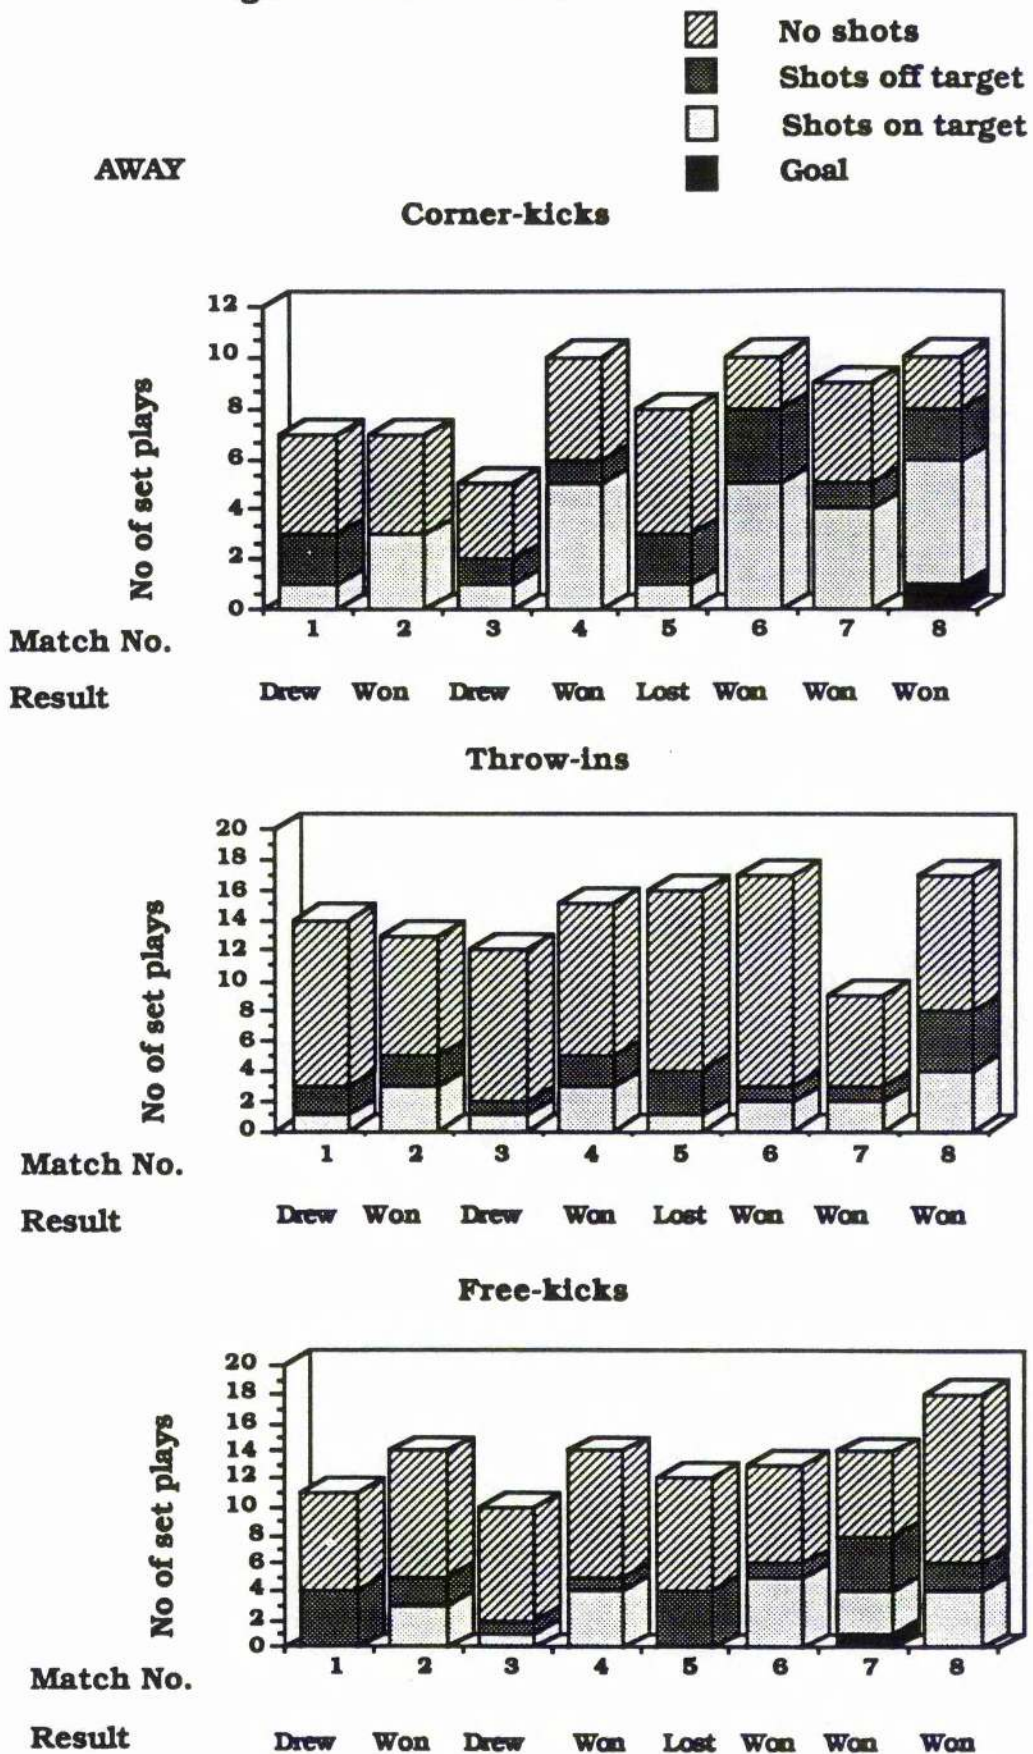 No shots
Shots off target
Shots on target
Goal
AWAY
Corner-kicks
12
10
8
6
4
2
0
No of set plays
1 2 3 4 5 6 7 8
Match No.
Result Drew Won Drew Won Lost Won Won Won
Throw-ins
20
18
16
14
12
10
8
6
4
2
0
No of set plays
1 2 3 4 5 6 7 8
Match No.
Result Drew Won Drew Won Lost Won Won Won
Free-kicks
20
18
16
14
12
10
8
6
4
2
0
No of set plays
1 2 3 4 5 6 7 8
Match No.
Result Drew Won Drew Won Lost Won Won Won